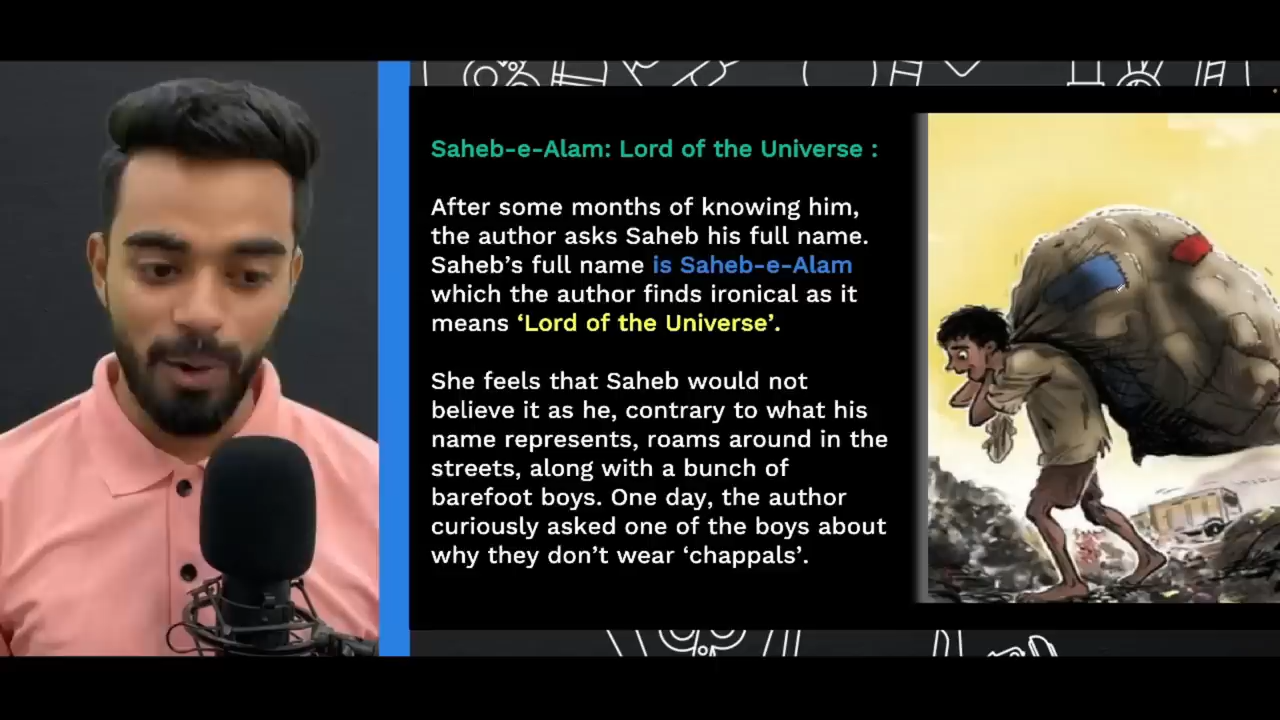 Saheb-e-Alam: Lord of the Universe :
After some months of knowing him,
the author asks Saheb his full name.
Saheb's full name is Saheb-e-Alam
which the author finds ironical as it
means ‘Lord of the Universe’.
She feels that Saheb would not
believe it as he, contrary to what his
name represents, roams around in the
streets, along with a bunch of
barefoot boys. One day, the author
curiously asked one of the boys about
why they don't wear ‘chappals’.